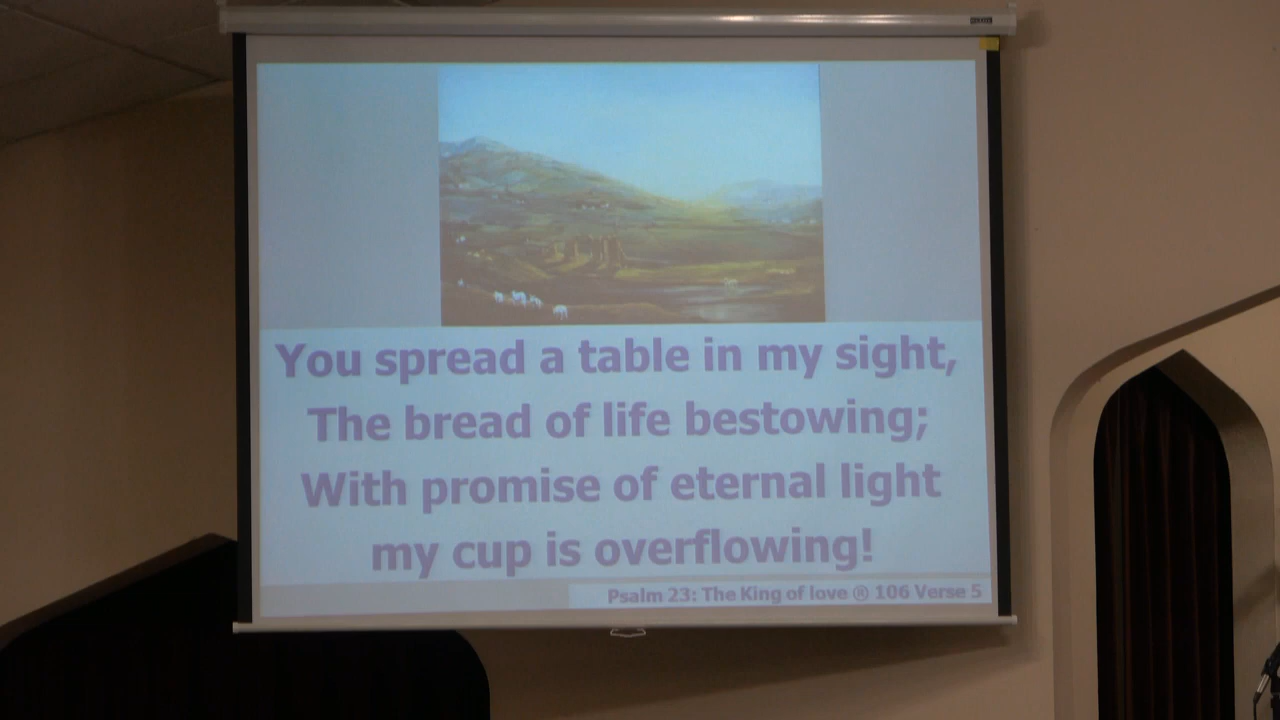 You spread a table in my sight,
The bread of life bestowing;
With promise of eternal light
my cup is overflowing!
Psalm 23: The King of love ® 106 Verse 5